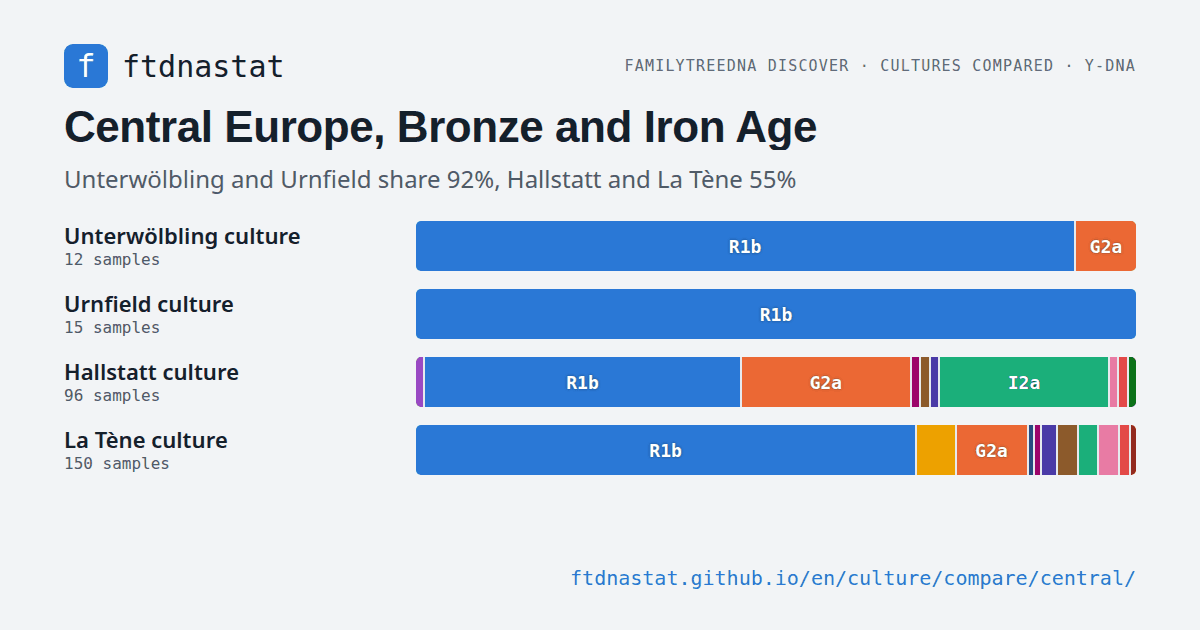 f ftdnastat
FAMILYTREEDNA DISCOVER · CULTURES COMPARED · Y-DNA
Central Europe, Bronze and Iron Age
Unterwölbling and Urnfield share 92%, Hallstatt and La Tène 55%
Unterwölbling culture
12 samples
R1b G2a
Urnfield culture
15 samples
R1b
Hallstatt culture
96 samples
R1b G2a I2a
La Tène culture
150 samples
R1b G2a
ftdnastat.github.io/en/culture/compare/central/